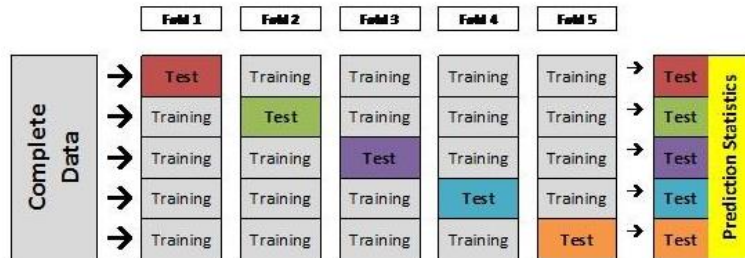 Fold 1 Fold 2 Fold 3 Fold 4 Fold 5
Complete Data
Test Training Training Training Training Test
Training Test Training Training Training Test
Training Training Test Training Training Test
Training Training Training Test Training Test
Training Training Training Training Test Test
Prediction Statistics